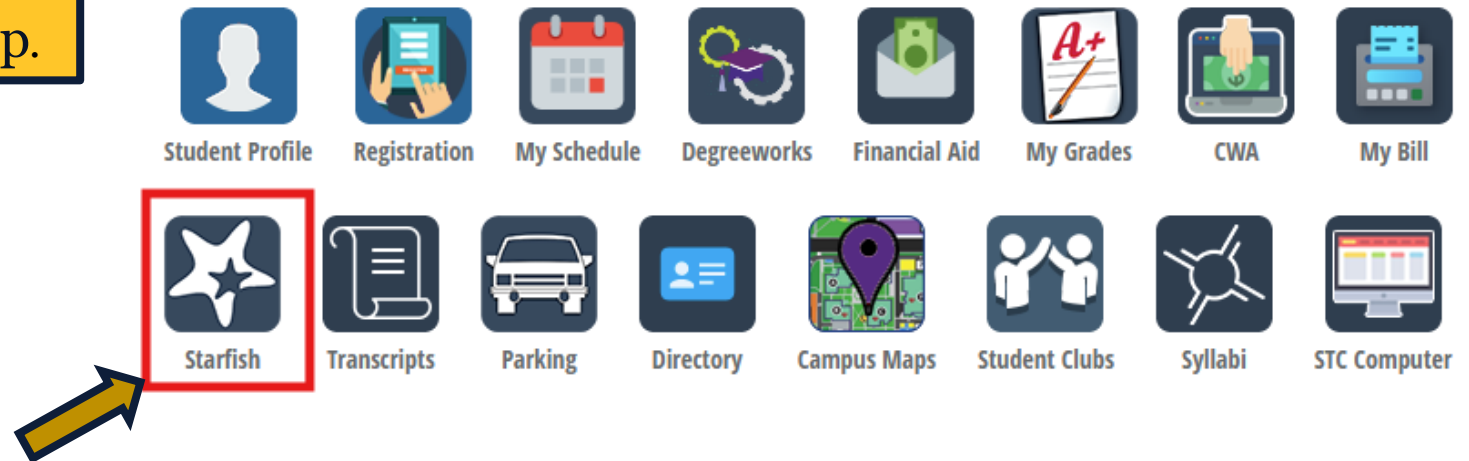 p.
Student Profile Registration My Schedule Degreeworks Financial Aid My Grades CWA My Bill
A+
Starfish Transcripts Parking Directory Campus Maps Student Clubs Syllabi STC Computer